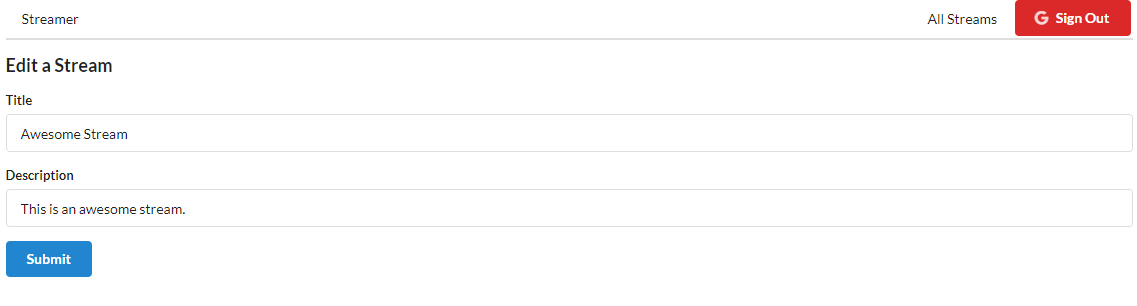 Streamer All Streams Sign Out
Edit a Stream
Title
Awesome Stream
Description
This is an awesome stream.
Submit